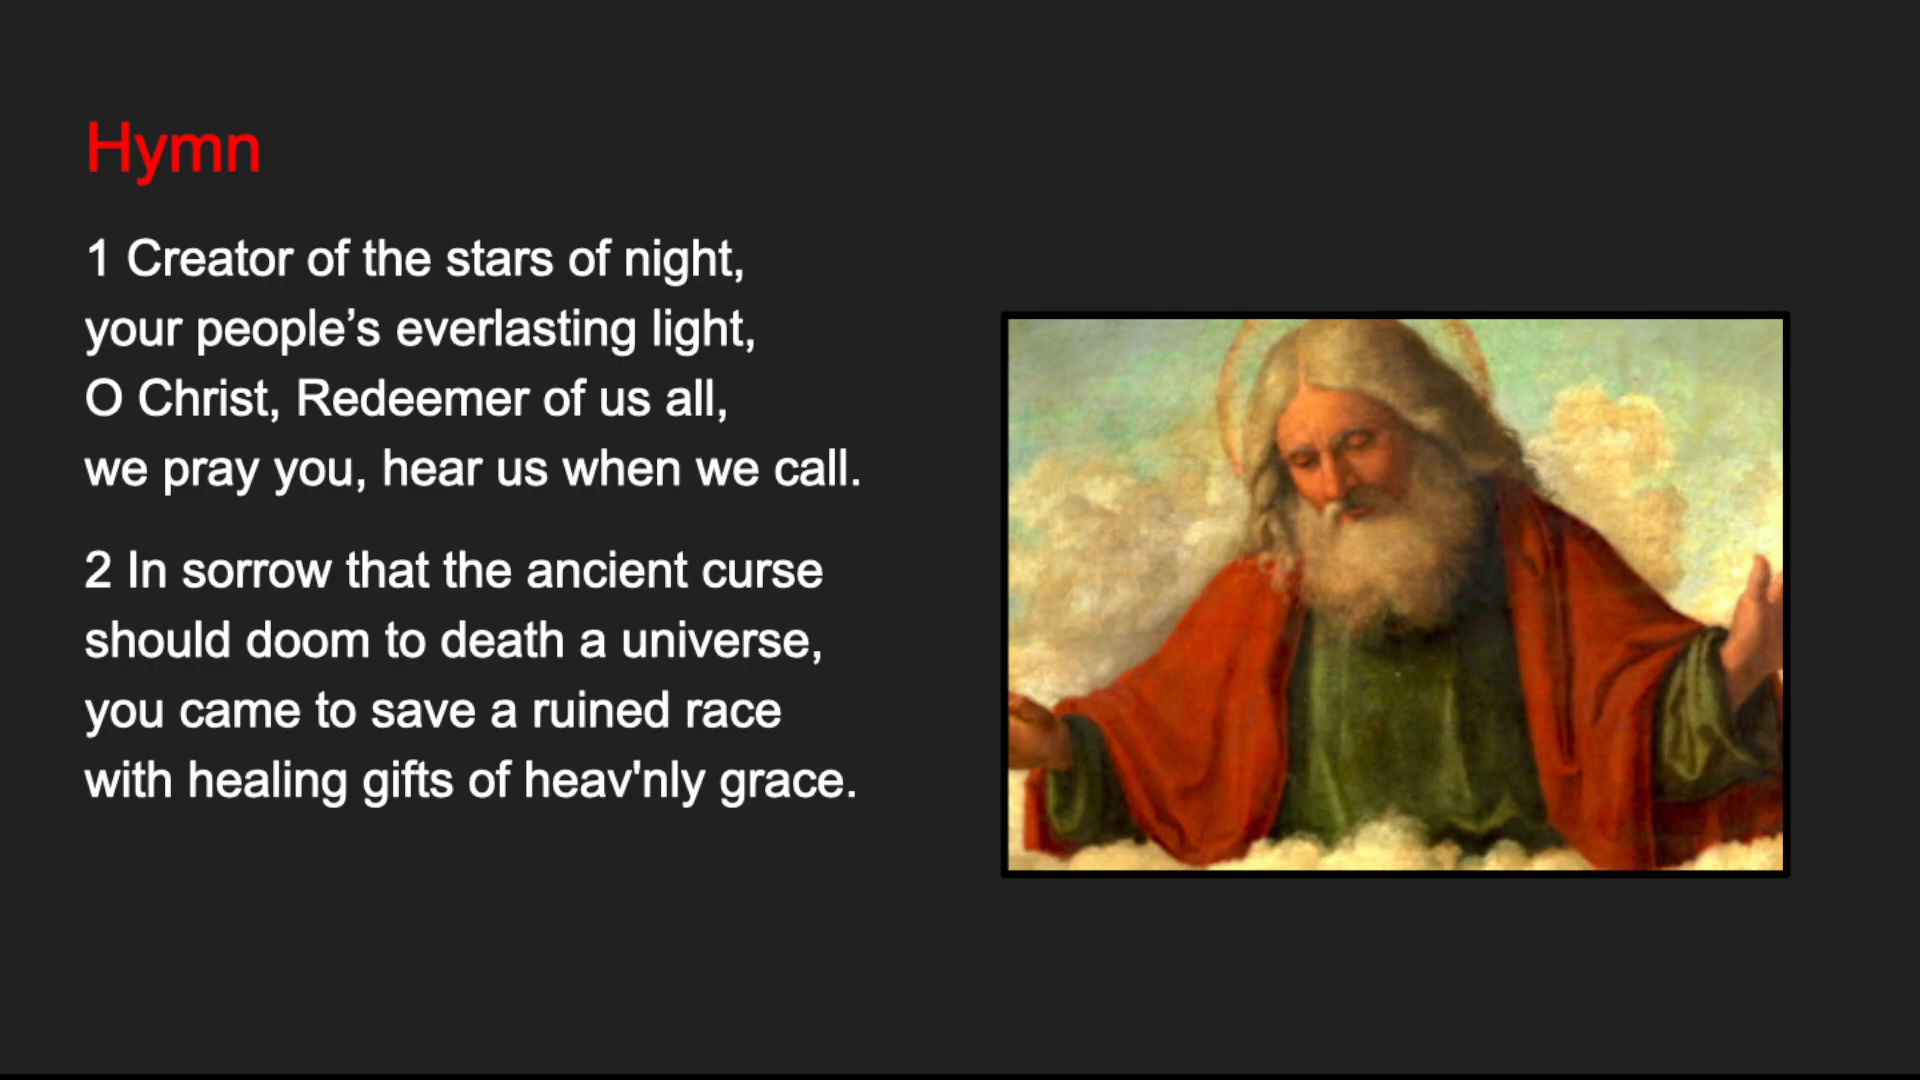 Hymn
1 Creator of the stars of night,
your people’s everlasting light,
O Christ, Redeemer of us all,
we pray you, hear us when we call.
2 In sorrow that the ancient curse
should doom to death a universe,
you came to save a ruined race
with healing gifts of heav'nly grace.